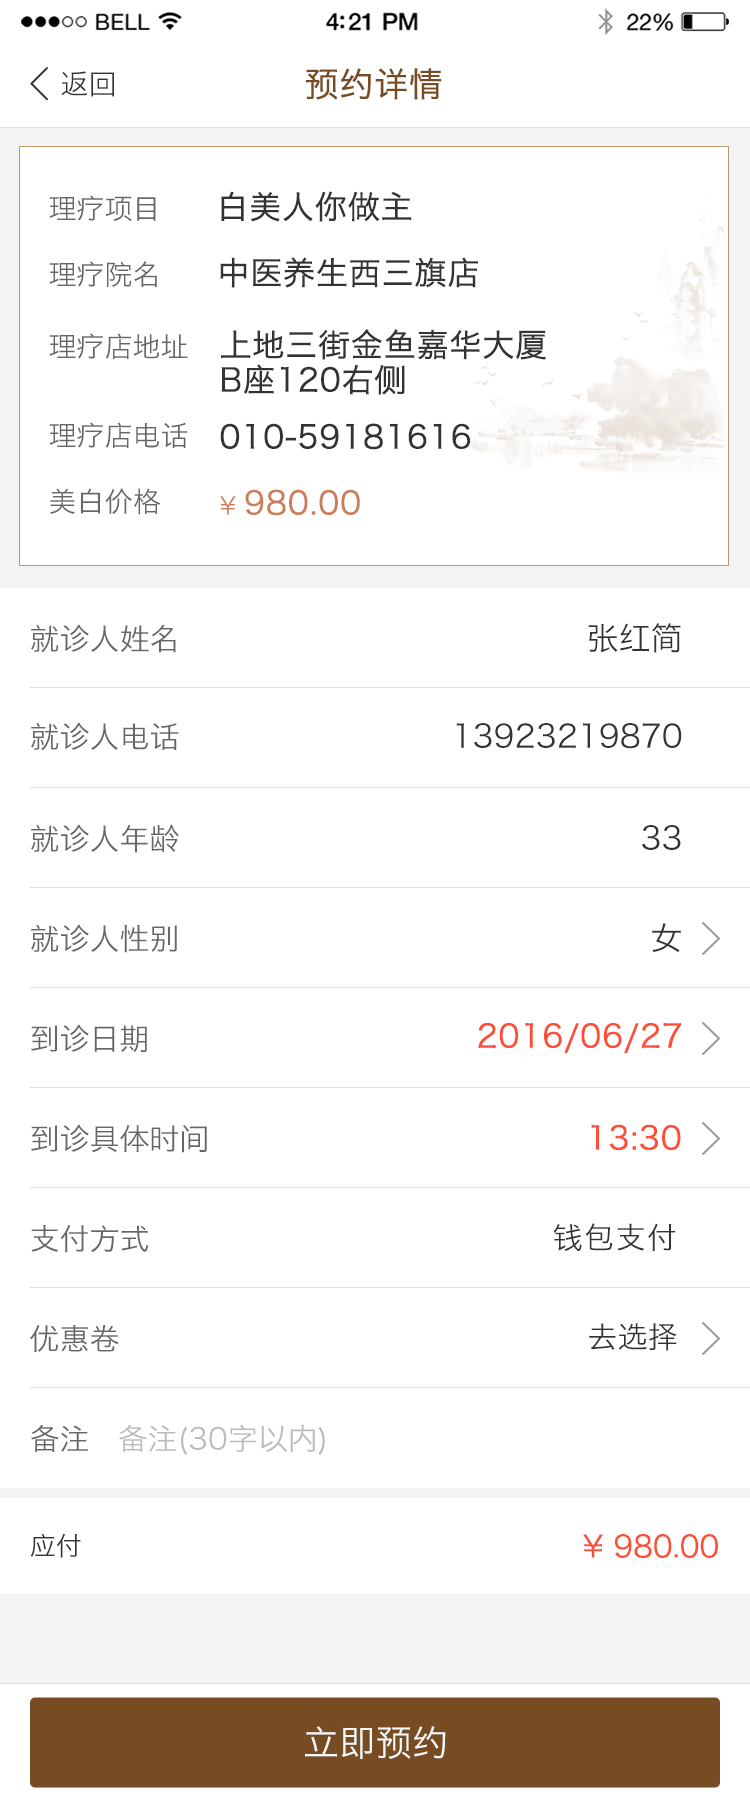 BELL 4:21 PM 22%
返回 预约详情
理疗项目 白美人你做主
理疗院名 中医养生西三旗店
理疗店地址 上地三街金鱼嘉华大厦
B座120右侧
理疗店电话 010-59181616
美白价格 ¥ 980.00
就诊人姓名 张红简
就诊人电话 13923219870
就诊人年龄 33
就诊人性别 女
到诊日期 2016/06/27
到诊具体时间 13:30
支付方式 钱包支付
优惠卷 去选择
备注 备注(30字以内)
应付 ¥ 980.00
立即预约